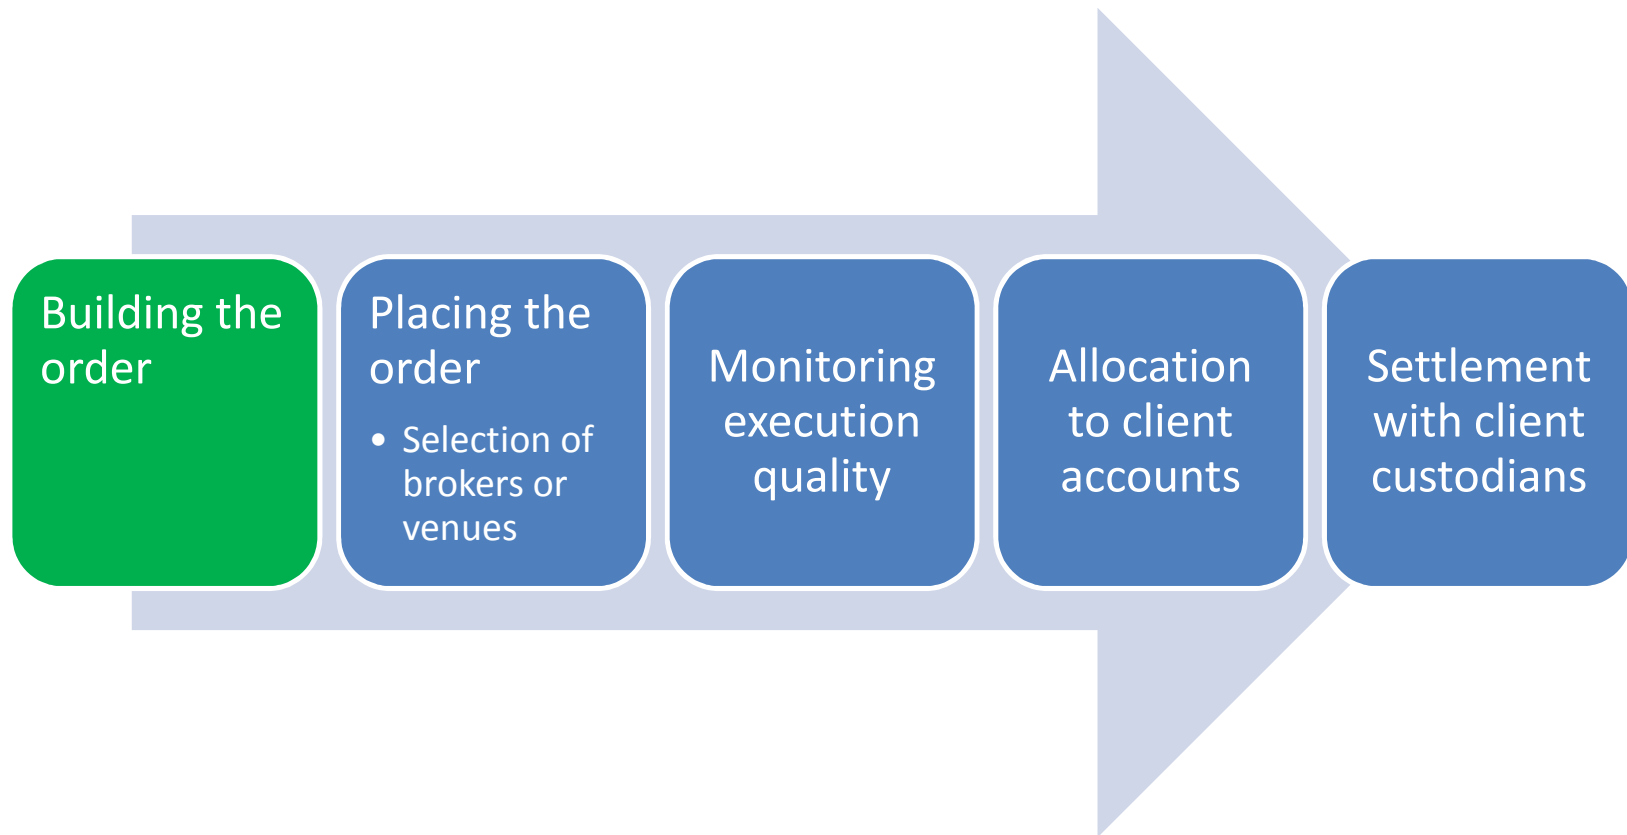 Building the
order
Placing the
order
• Selection of
brokers or
venues
Monitoring
execution
quality
Allocation
to client
accounts
Settlement
with client
custodians